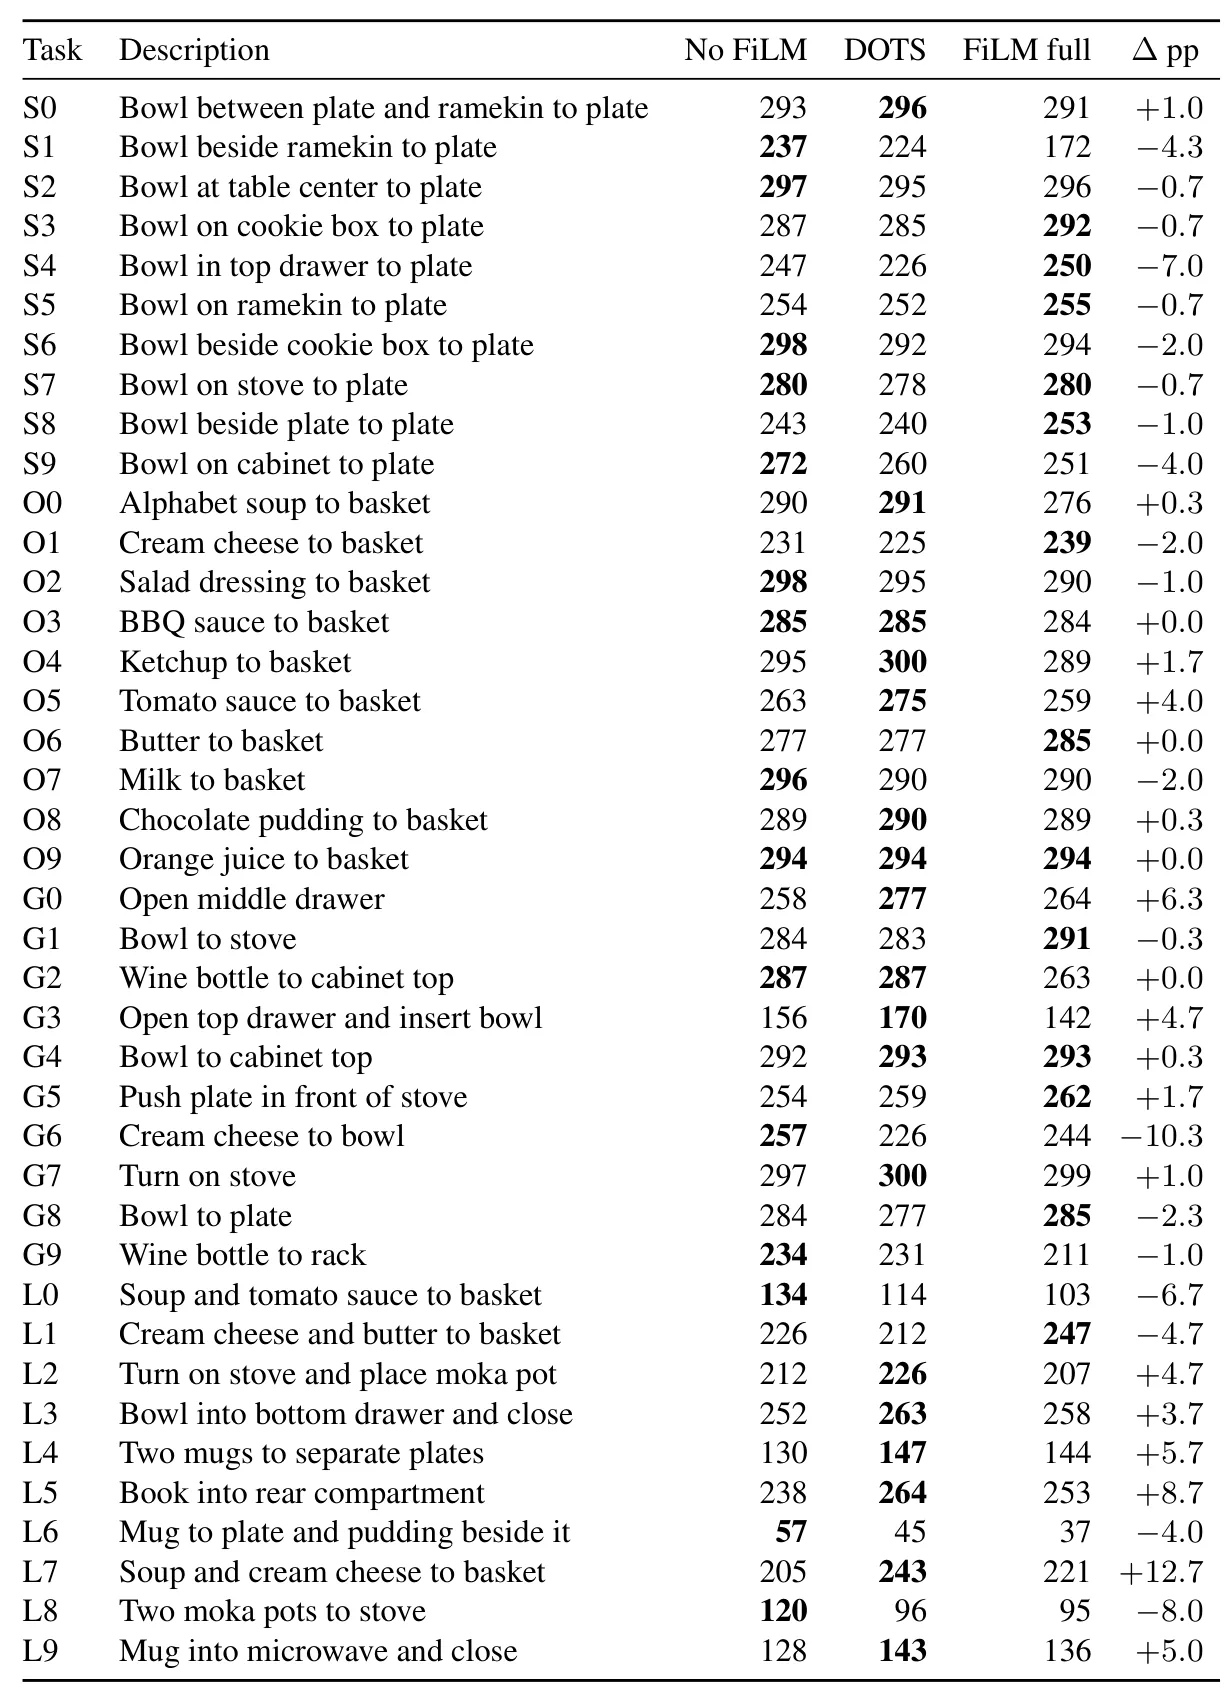 Task Description No FiLM DOTS FiLM full Δ pp
S0 Bowl between plate and ramekin to plate 293 296 291 +1.0
S1 Bowl beside ramekin to plate 237 224 172 −4.3
S2 Bowl at table center to plate 297 295 296 −0.7
S3 Bowl on cookie box to plate 287 285 292 −0.7
S4 Bowl in top drawer to plate 247 226 250 −7.0
S5 Bowl on ramekin to plate 254 252 255 −0.7
S6 Bowl beside cookie box to plate 298 292 294 −2.0
S7 Bowl on stove to plate 280 278 280 −0.7
S8 Bowl beside plate to plate 243 240 253 −1.0
S9 Bowl on cabinet to plate 272 260 251 −4.0
O0 Alphabet soup to basket 290 291 276 +0.3
O1 Cream cheese to basket 231 225 239 −2.0
O2 Salad dressing to basket 298 295 290 −1.0
O3 BBQ sauce to basket 285 285 284 +0.0
O4 Ketchup to basket 295 300 289 +1.7
O5 Tomato sauce to basket 263 275 259 +4.0
O6 Butter to basket 277 277 285 +0.0
O7 Milk to basket 296 290 290 −2.0
O8 Chocolate pudding to basket 289 290 289 +0.3
O9 Orange juice to basket 294 294 294 +0.0
G0 Open middle drawer 258 277 264 +6.3
G1 Bowl to stove 284 283 291 −0.3
G2 Wine bottle to cabinet top 287 287 263 +0.0
G3 Open top drawer and insert bowl 156 170 142 +4.7
G4 Bowl to cabinet top 292 293 293 +0.3
G5 Push plate in front of stove 254 259 262 +1.7
G6 Cream cheese to bowl 257 226 244 −10.3
G7 Turn on stove 297 300 299 +1.0
G8 Bowl to plate 284 277 285 −2.3
G9 Wine bottle to rack 234 231 211 −1.0
L0 Soup and tomato sauce to basket 134 114 103 −6.7
L1 Cream cheese and butter to basket 226 212 247 −4.7
L2 Turn on stove and place moka pot 212 226 207 +4.7
L3 Bowl into bottom drawer and close 252 263 258 +3.7
L4 Two mugs to separate plates 130 147 144 +5.7
L5 Book into rear compartment 238 264 253 +8.7
L6 Mug to plate and pudding beside it 57 45 37 −4.0
L7 Soup and cream cheese to basket 205 243 221 +12.7
L8 Two moka pots to stove 120 96 95 −8.0
L9 Mug into microwave and close 128 143 136 +5.0